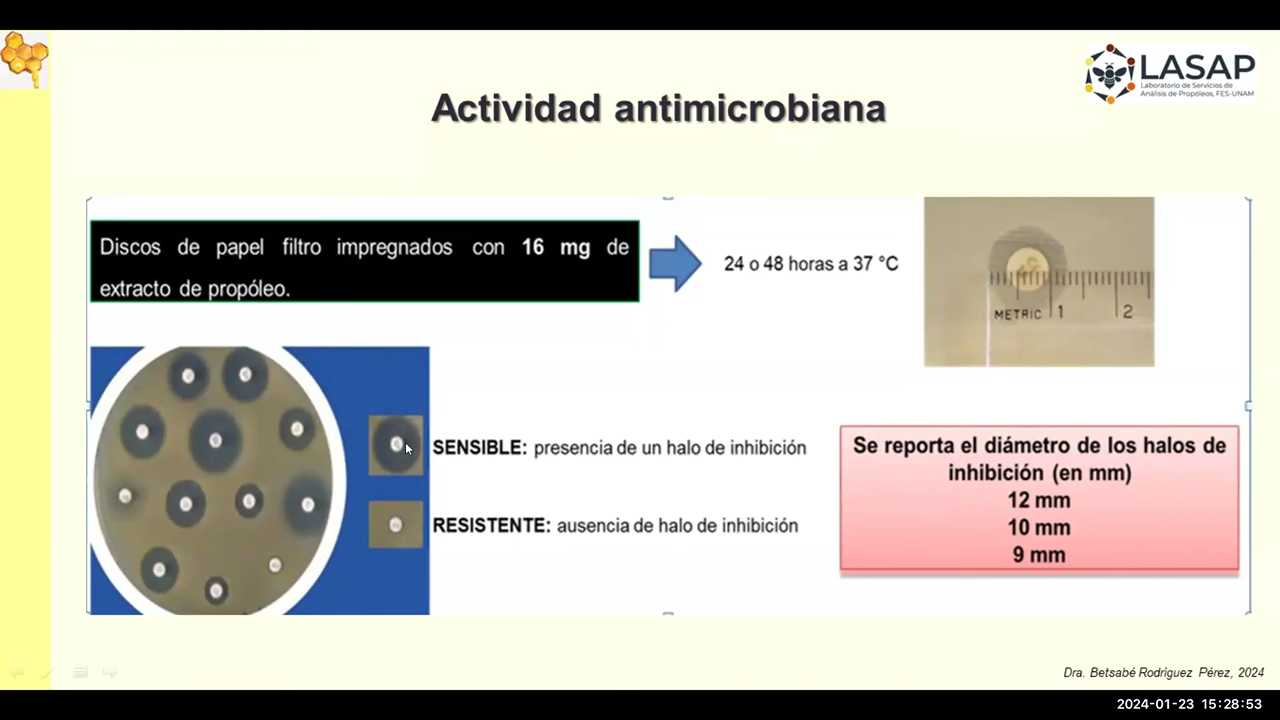 LASAP
Laboratorio de Servicios de
Análisis de Propóleos, FES-UNAM
Actividad antimicrobiana
Discos de papel filtro impregnados con 16 mg de
extracto de propóleo.
24 o 48 horas a 37 °C
METRIC 1 2
SENSIBLE: presencia de un halo de inhibición
RESISTENTE: ausencia de halo de inhibición
Se reporta el diámetro de los halos de
inhibición (en mm)
12 mm
10 mm
9 mm
Dra. Betsabé Rodríguez Pérez, 2024
2024-01-23 15:28:53